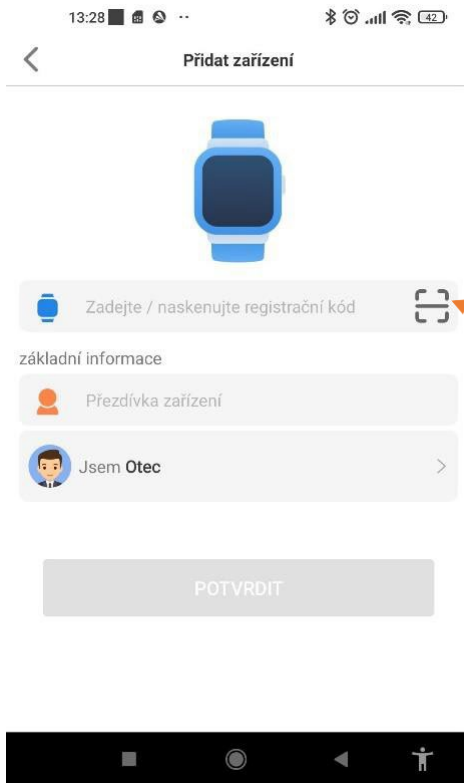 13:28
42
Přidat zařízení
Zadejte / naskenujte registrační kód
základní informace
Přezdívka zařízení
Jsem Otec
POTVRDIT